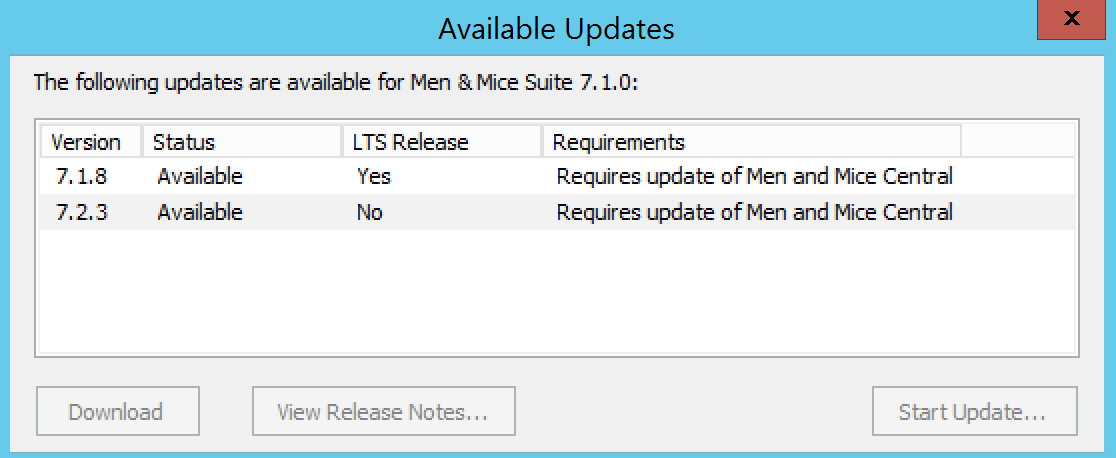 Available Updates
x
The following updates are available for Men & Mice Suite 7.1.0:
Version Status LTS Release Requirements
7.1.8 Available Yes Requires update of Men and Mice Central
7.2.3 Available No Requires update of Men and Mice Central
Download View Release Notes... Start Update...